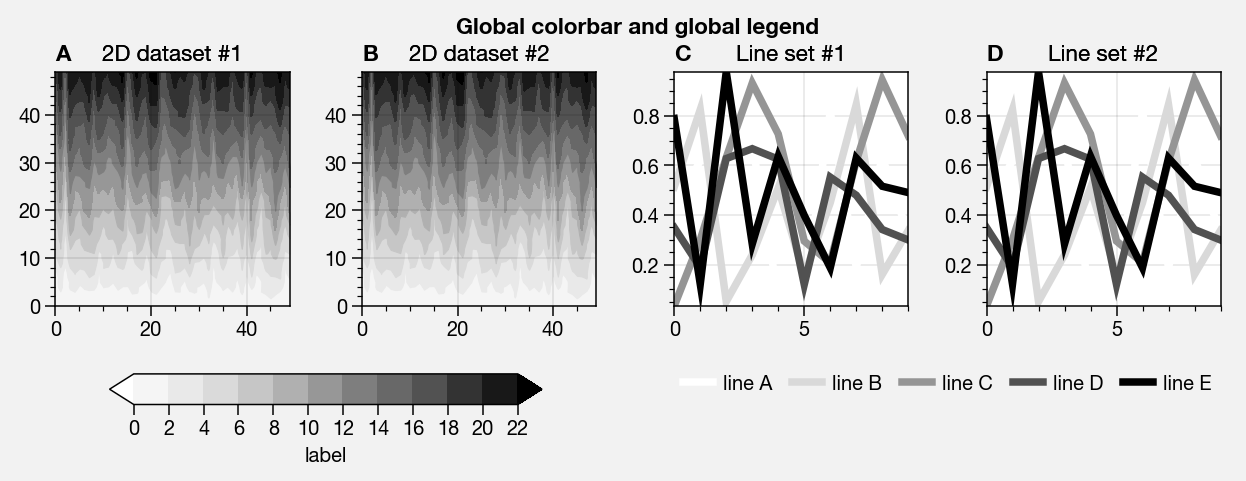 Global colorbar and global legend
A 2D dataset #1
B 2D dataset #2
C Line set #1
D Line set #2
40
30
20
10
0
0 20 40
40
30
20
10
0
0 20 40
0.8
0.6
0.4
0.2
0 5
0.8
0.6
0.4
0.2
0 5
0 2 4 6 8 10 12 14 16 18 20 22
label
line A line B line C line D line E